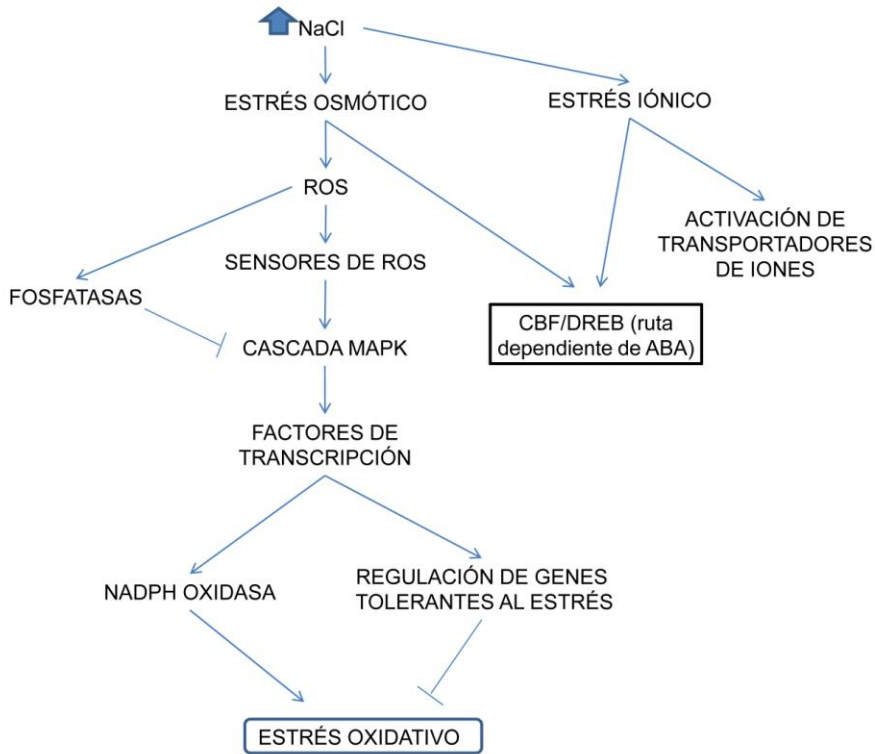 NaCl
ESTRÉS OSMÓTICO
ESTRÉS IÓNICO
ROS
ACTIVACIÓN DE
TRANSPORTADORES
DE IONES
SENSORES DE ROS
FOSFATASAS
CBF/DREB (ruta
dependiente de ABA)
CASCADA MAPK
FACTORES DE
TRANSCRIPCIÓN
NADPH OXIDASA
REGULACIÓN DE GENES
TOLERANTES AL ESTRÉS
ESTRÉS OXIDATIVO